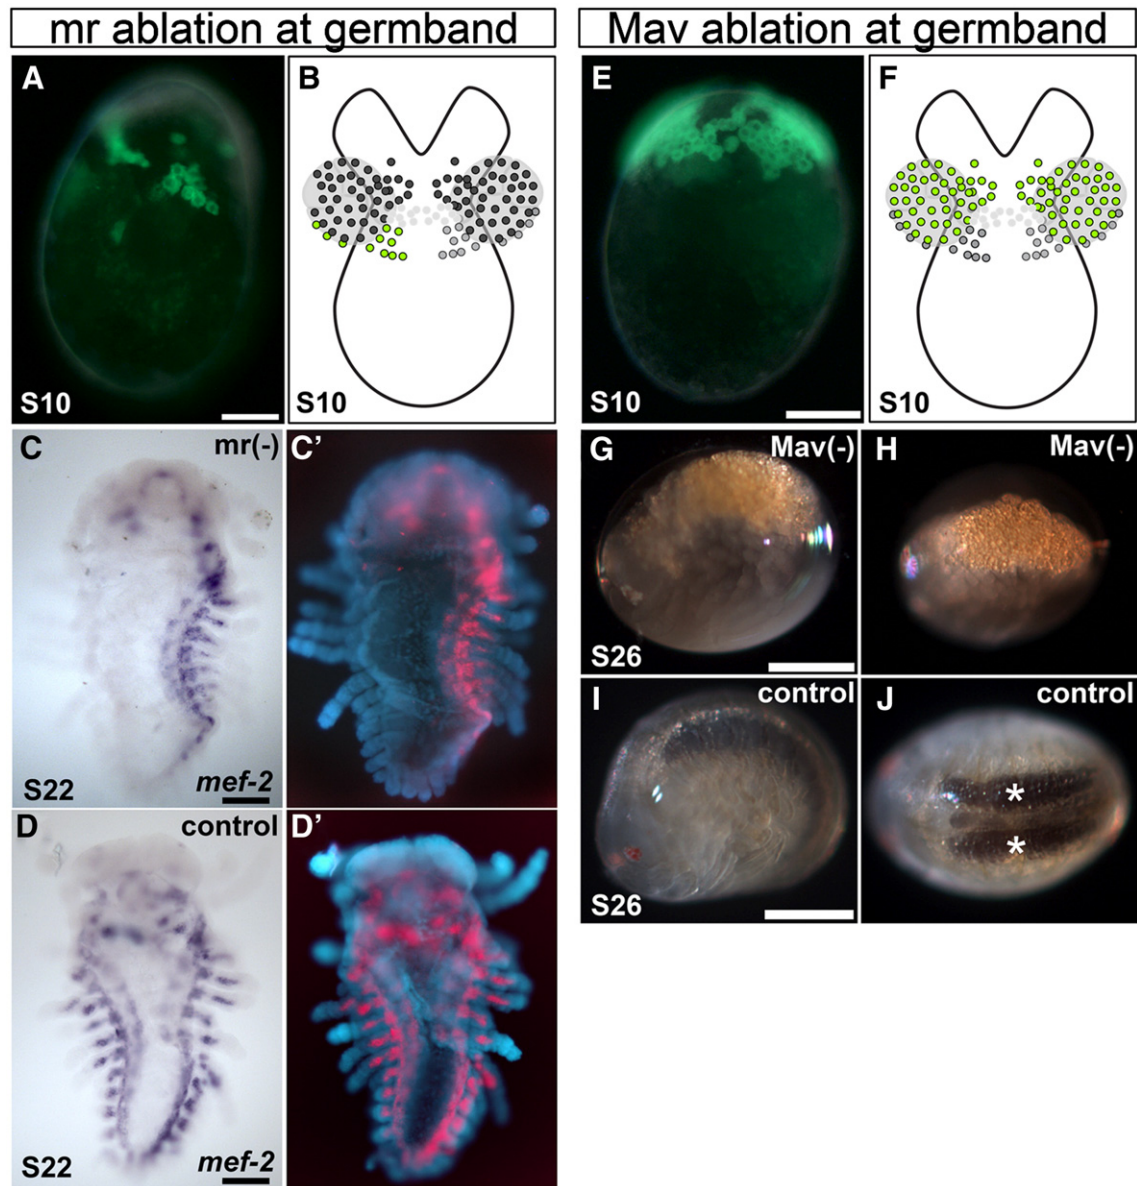 mr ablation at germband
Mav ablation at germband
A
S10
B
S10
E
S10
F
S10
C
mr(-)
S22
mef-2
C'
D
control
S22
mef-2
D'
G
Mav(-)
S26
H
Mav(-)
I
control
S26
J
control
*
*